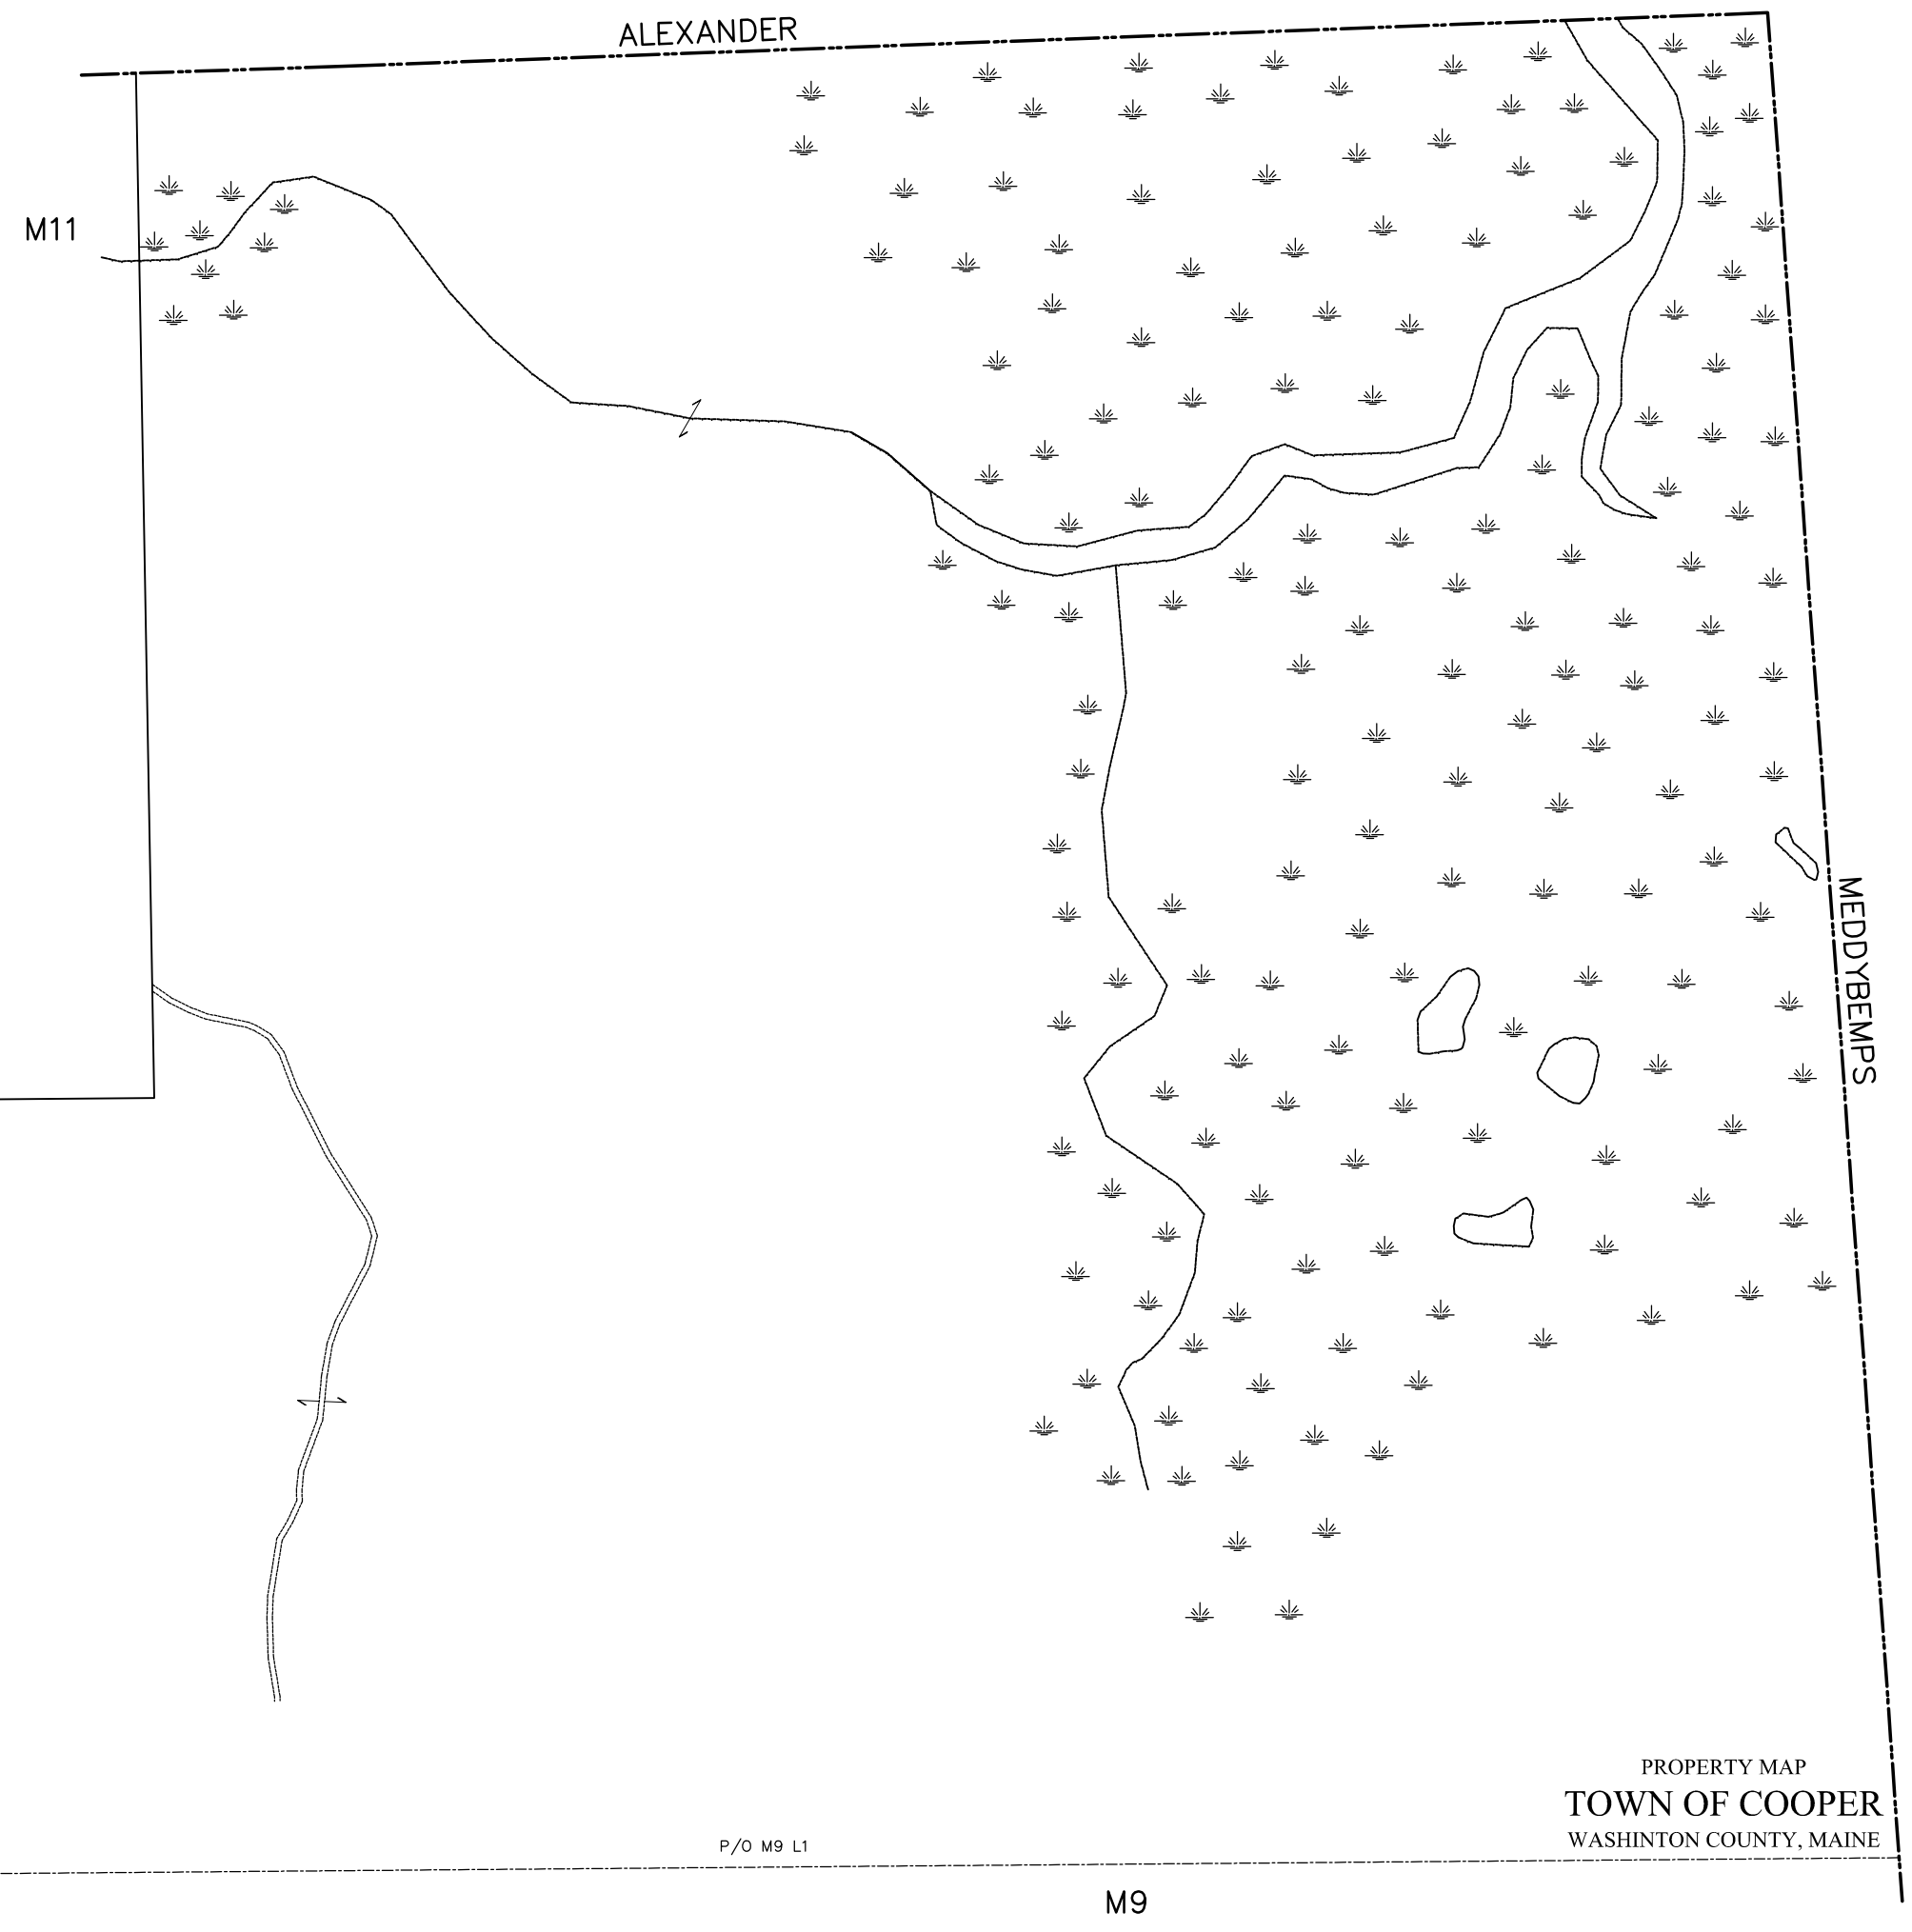 ALEXANDER
M11
MEDDYBEMPS
PROPERTY MAP
TOWN OF COOPER
WASHINTON COUNTY, MAINE
P/O M9 L1
M9